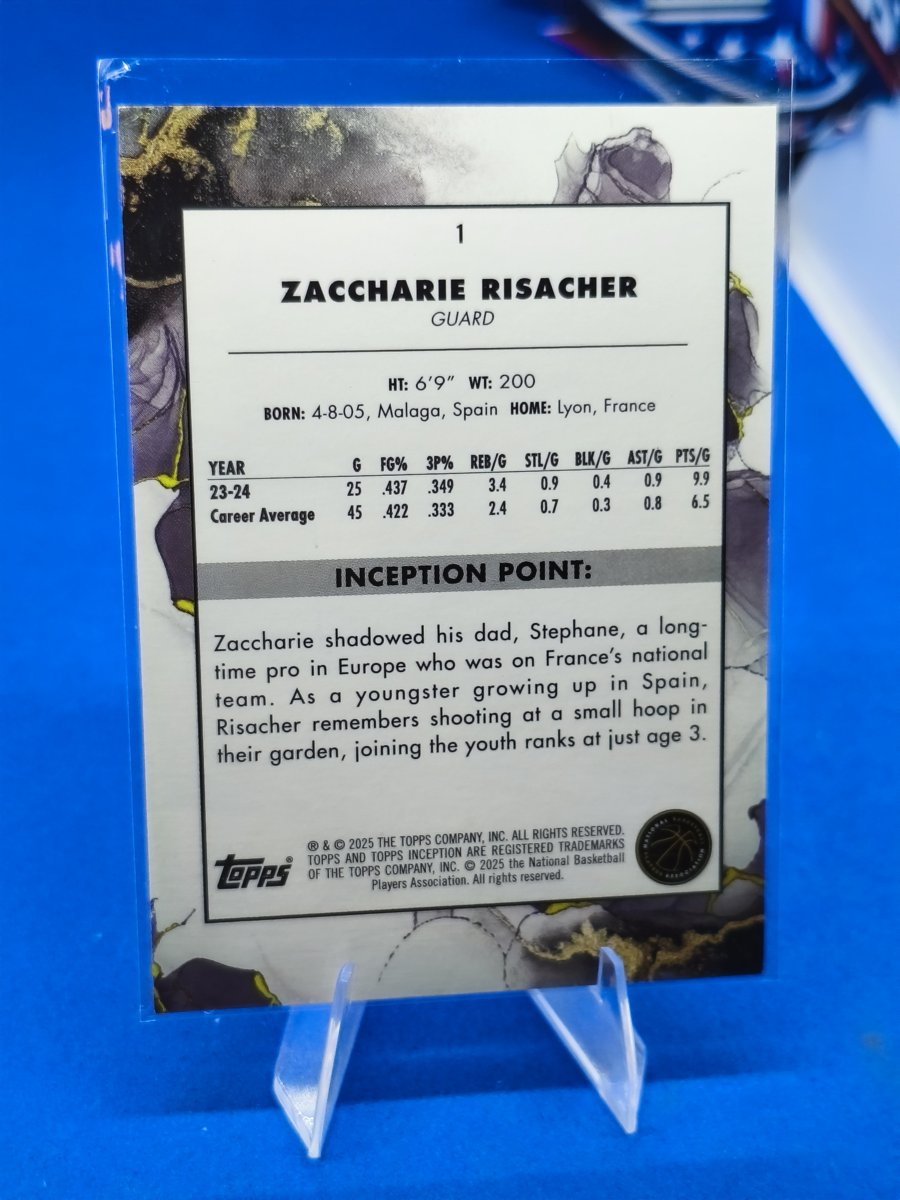 1
ZACCHARIE RISACHER
GUARD
HT: 6'9" WT: 200
BORN: 4-8-05, Malaga, Spain HOME: Lyon, France
YEAR G FG% 3P% REB/G STL/G BLK/G AST/G PTS/G
23-24 25 .437 .349 3.4 0.9 0.4 0.9 9.9
Career Average 45 .422 .333 2.4 0.7 0.3 0.8 6.5
INCEPTION POINT:
Zaccharie shadowed his dad, Stephane, a long-
time pro in Europe who was on France's national
team. As a youngster growing up in Spain,
Risacher remembers shooting at a small hoop in
their garden, joining the youth ranks at just age 3.
topps®
® & © 2025 THE TOPPS COMPANY, INC. ALL RIGHTS RESERVED.
TOPPS AND TOPPS INCEPTION ARE REGISTERED TRADEMARKS
OF THE TOPPS COMPANY, INC. © 2025 the National Basketball
Players Association. All rights reserved.
NATIONAL BASKETBALL PLAYERS ASSOCIATION